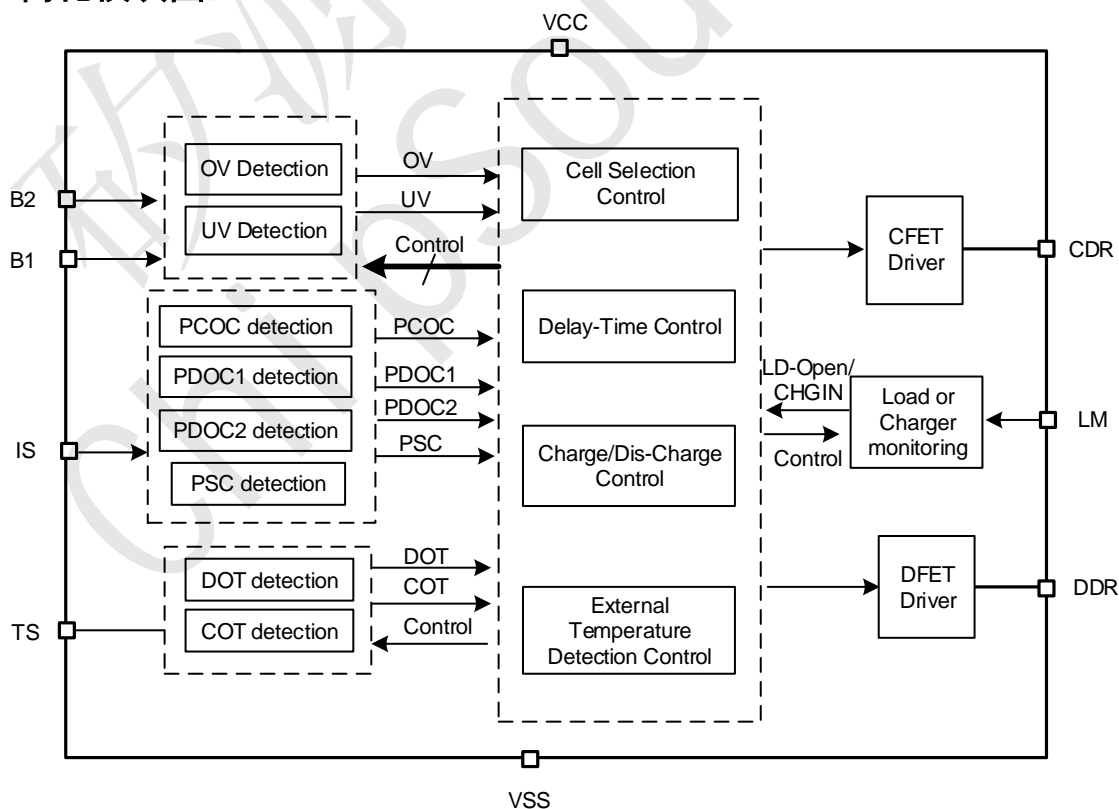 VCC
OV Detection
UV Detection
OV
UV
Control
B2
B1
PCOC detection
PDOC1 detection
PDOC2 detection
PSC detection
PCOC
PDOC1
PDOC2
PSC
IS
DOT detection
COT detection
DOT
COT
Control
TS
Cell Selection
Control
Delay-Time Control
Charge/Dis-Charge
Control
External
Temperature
Detection Control
CFET
Driver
CDR
LD-Open/
CHGIN
Control
Load or
Charger
monitoring
LM
DFET
Driver
DDR
VSS
Chip Sou